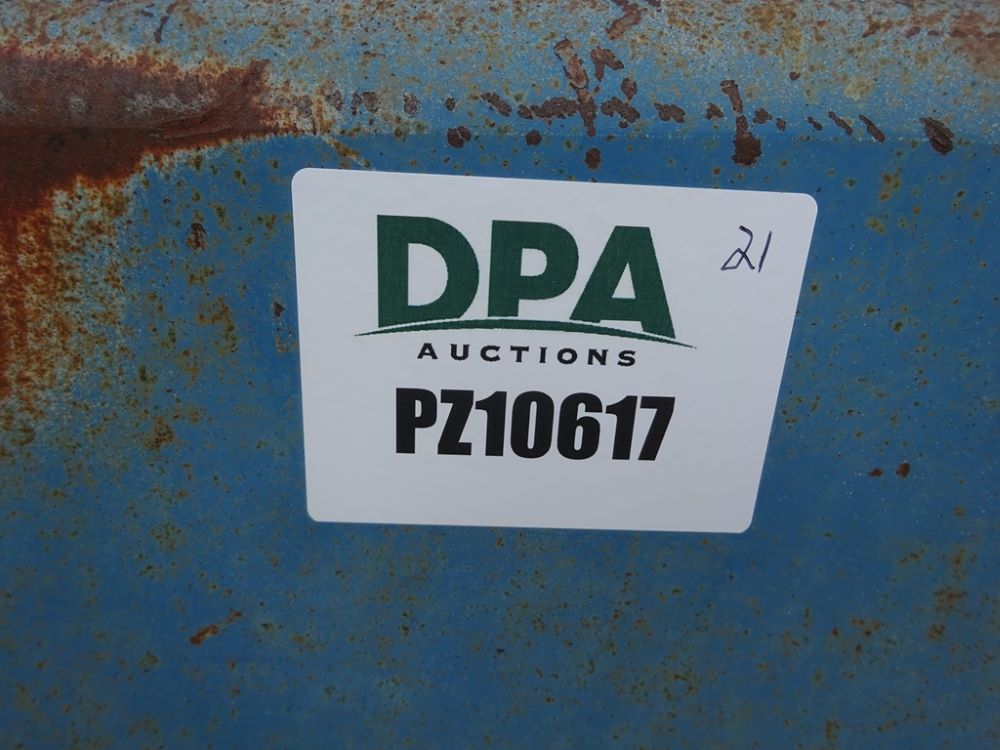 DPA
21
AUCTIONS
PZ10617